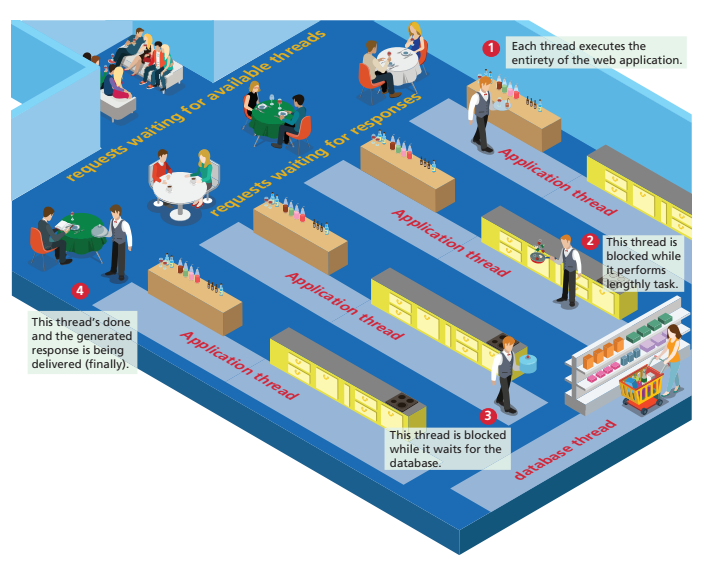 1
Each thread executes the
entirety of the web application.
requests waiting for available threads
requests waiting for responses
Application thread
Application thread
2
This thread is
blocked while
it performs
lengthly task.
Application thread
4
This thread's done
and the generated
response is being
delivered (finally).
Application thread
3
This thread is blocked
while it waits for the
database.
database thread